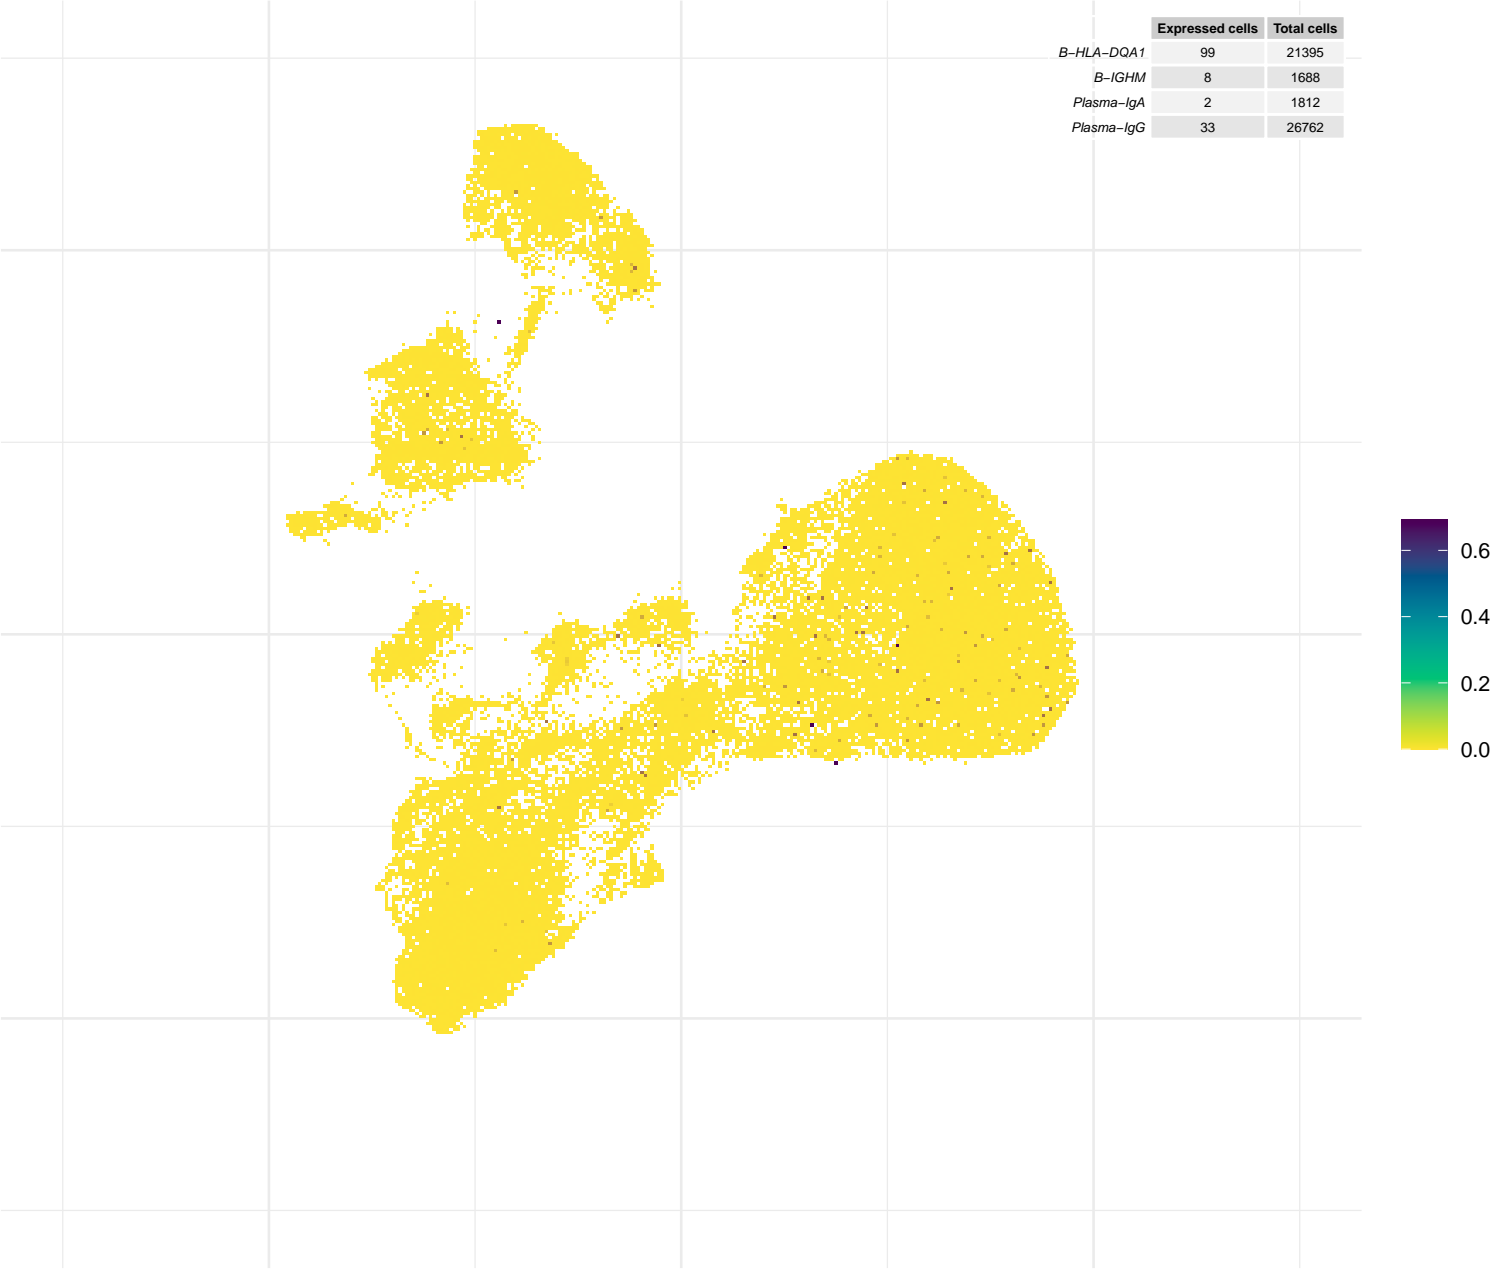 Expressed cells Total cells
B−HLA−DQA1 99 21395
B−IGHM 8 1688
Plasma−IgA 2 1812
Plasma−IgG 33 26762
0.6
0.4
0.2
0.0